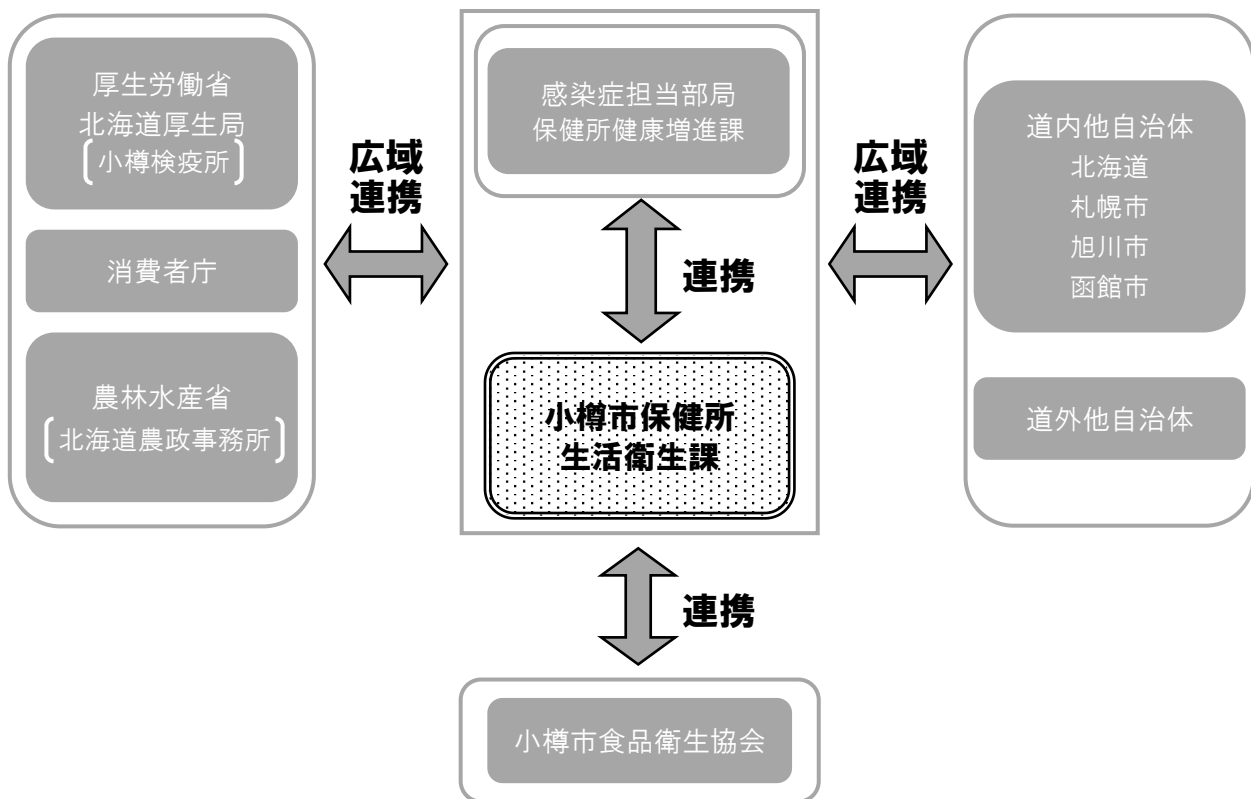 厚生労働省
北海道厚生局
[小樽検疫所]
消費者庁
農林水産省
[北海道農政事務所]
広域
連携
感染症担当部局
保健所健康増進課
連携
小樽市保健所
生活衛生課
連携
小樽市食品衛生協会
広域
連携
道内他自治体
北海道
札幌市
旭川市
函館市
道外他自治体